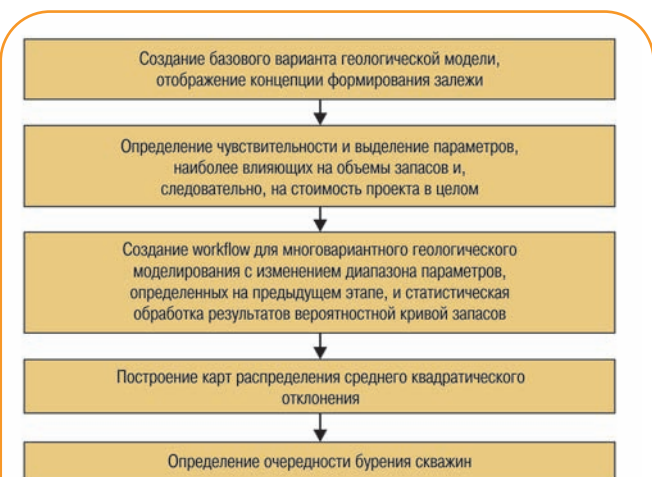 Создание базового варианта геологической модели,
отображение концепции формирования залежи
Определение чувствительности и выделение параметров,
наиболее влияющих на объемы запасов и,
следовательно, на стоимость проекта в целом
Создание workflow для многовариантного геологического
моделирования с изменением диапазона параметров,
определенных на предыдущем этапе, и статистическая
обработка результатов вероятностной кривой запасов
Построение карт распределения среднего квадратического
отклонения
Определение очередности бурения скважин